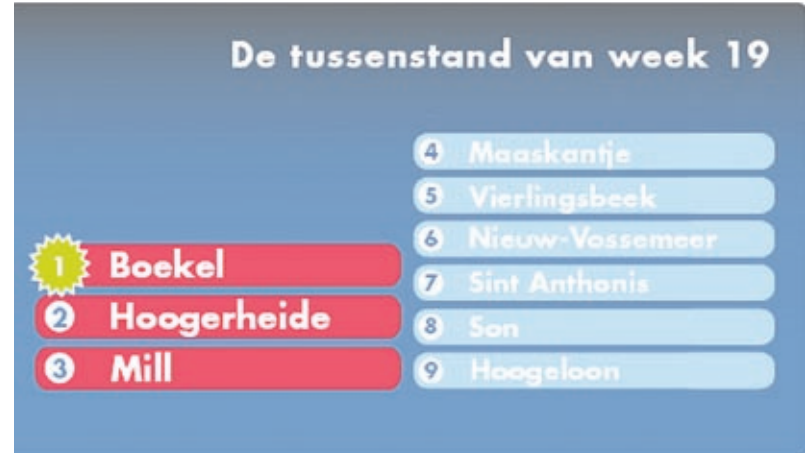 De tussenstand van week 19
1 Boekel
2 Hoogerheide
3 Mill
4 Maaskantje
5 Vierlingsbeek
6 Nieuw-Vossemeer
7 Sint Anthonis
8 Son
9 Hoogeloon